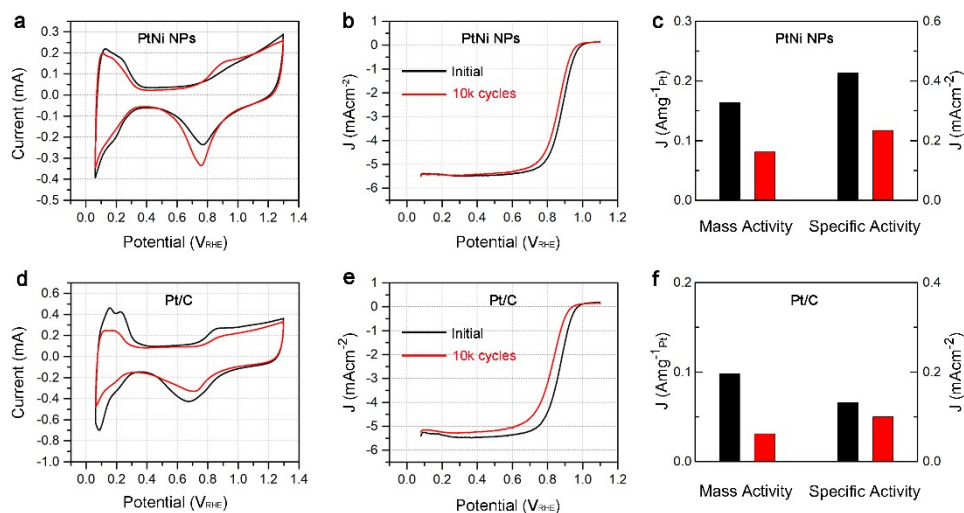 a
PtNi NPs
Current (mA)
0.3
0.2
0.1
0.0
-0.1
-0.2
-0.3
-0.4
-0.5
0.0 0.2 0.4 0.6 0.8 1.0 1.2 1.4
Potential (VRHE)
b
PtNi NPs
Initial
10k cycles
J (mAcm-2)
1
0
-1
-2
-3
-4
-5
-6
0.0 0.2 0.4 0.6 0.8 1.0 1.2
Potential (VRHE)
c
PtNi NPs
J (Amg-1Pt)
0.3
0.2
0.1
0.0
J (mAcm-2)
0.6
0.4
0.2
0.0
Mass Activity Specific Activity
d
Pt/C
Current (mA)
0.6
0.4
0.2
0.0
-0.2
-0.4
-0.6
-0.8
-1.0
0.0 0.2 0.4 0.6 0.8 1.0 1.2 1.4
Potential (VRHE)
e
Pt/C
Initial
10k cycles
J (mAcm-2)
1
0
-1
-2
-3
-4
-5
-6
0.0 0.2 0.4 0.6 0.8 1.0 1.2
Potential (VRHE)
f
Pt/C
J (Amg-1Pt)
0.2
0.1
0.0
J (mAcm-2)
0.4
0.2
0.0
Mass Activity Specific Activity